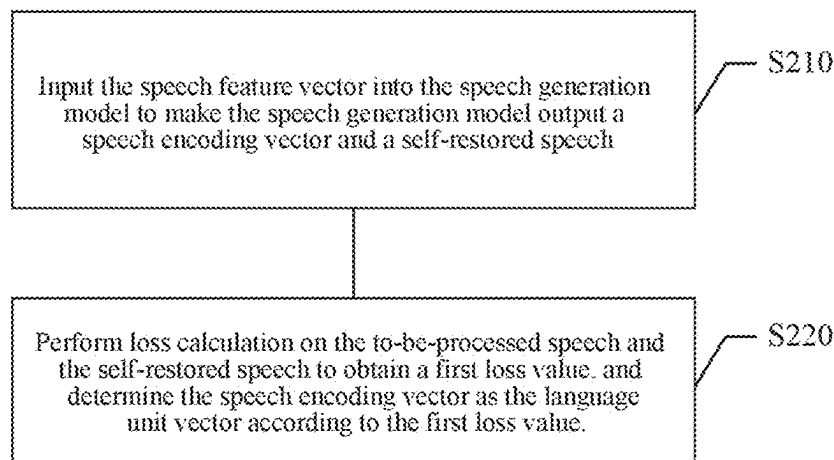 Input the speech feature vector into the speech generation
model to make the speech generation model output a
speech encoding vector and a self-restored speech
S210
Perform loss calculation on the to-be-processed speech and
the self-restored speech to obtain a first loss value. and
determine the speech encoding vector as the language
unit vector according to the first loss value.
S220